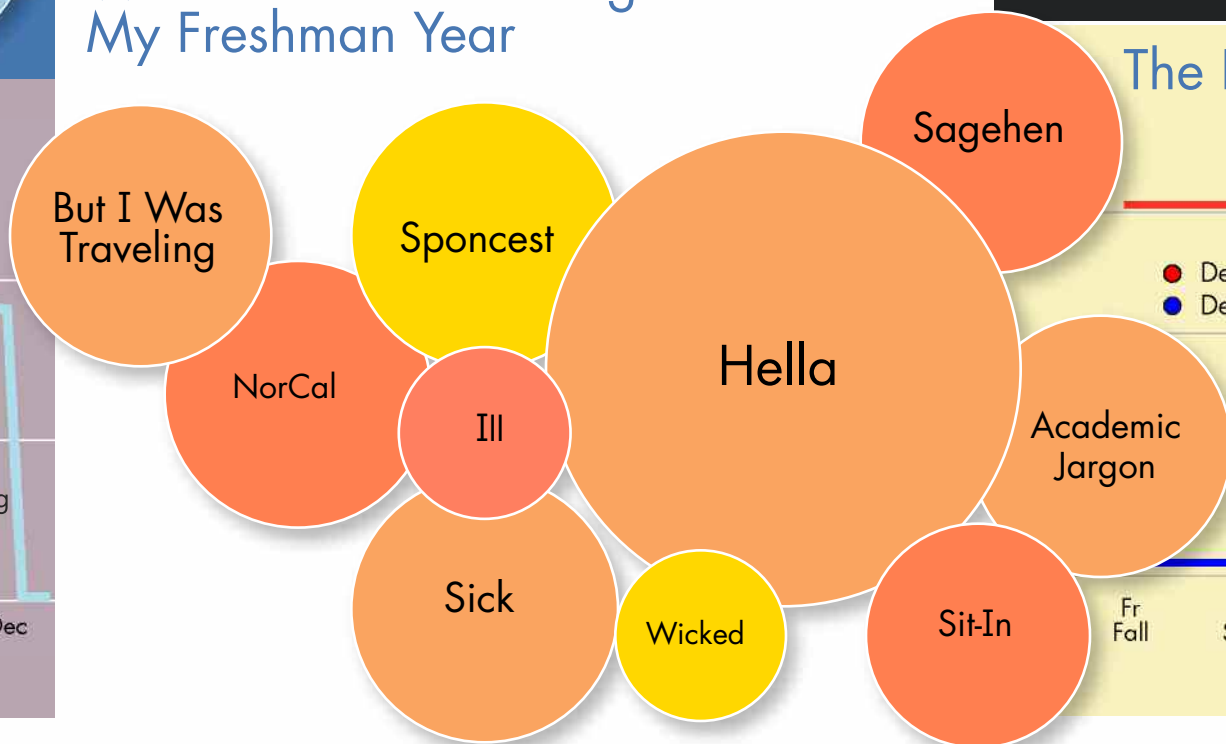 My Freshman Year
The
Sagehen
But I Was
Traveling
Sponcest
NorCal
Ill
Hella
Academic
Jargon
Sick
Wicked
Sit-In
Fr
Fall